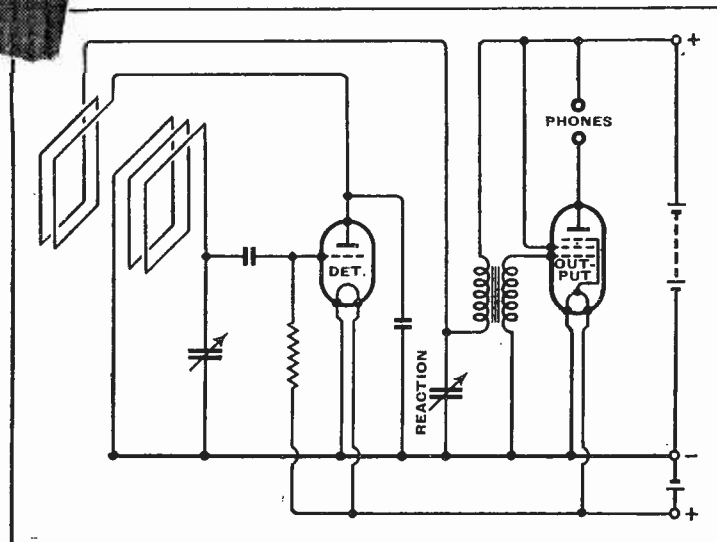 +
PHONES
DET.
OUT-
PUT
REACTION
-
+